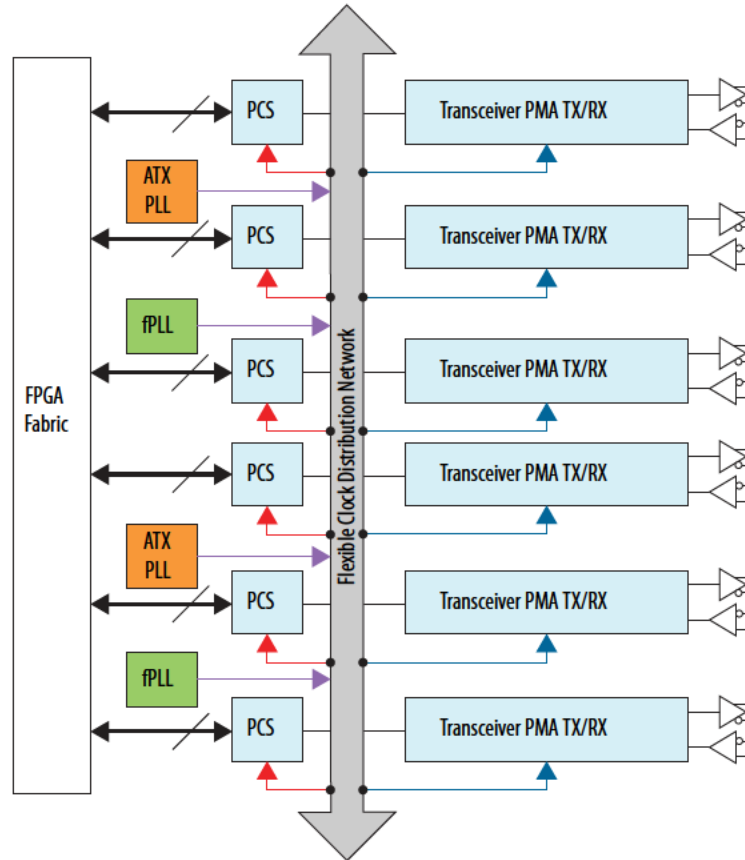 PCS
Transceiver PMA TX/RX
ATX
PLL
PCS
Transceiver PMA TX/RX
fPLL
PCS
Transceiver PMA TX/RX
FPGA
Fabric
Flexible Clock Distribution Network
PCS
Transceiver PMA TX/RX
ATX
PLL
PCS
Transceiver PMA TX/RX
fPLL
PCS
Transceiver PMA TX/RX